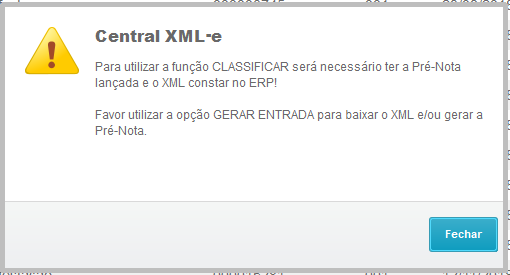 Central XML-e
Para utilizar a função CLASSIFICAR será necessário ter a Pré-Nota
lançada e o XML constar no ERP!
Favor utilizar a opção GERAR ENTRADA para baixar o XML e/ou gerar a
Pré-Nota.
Fechar